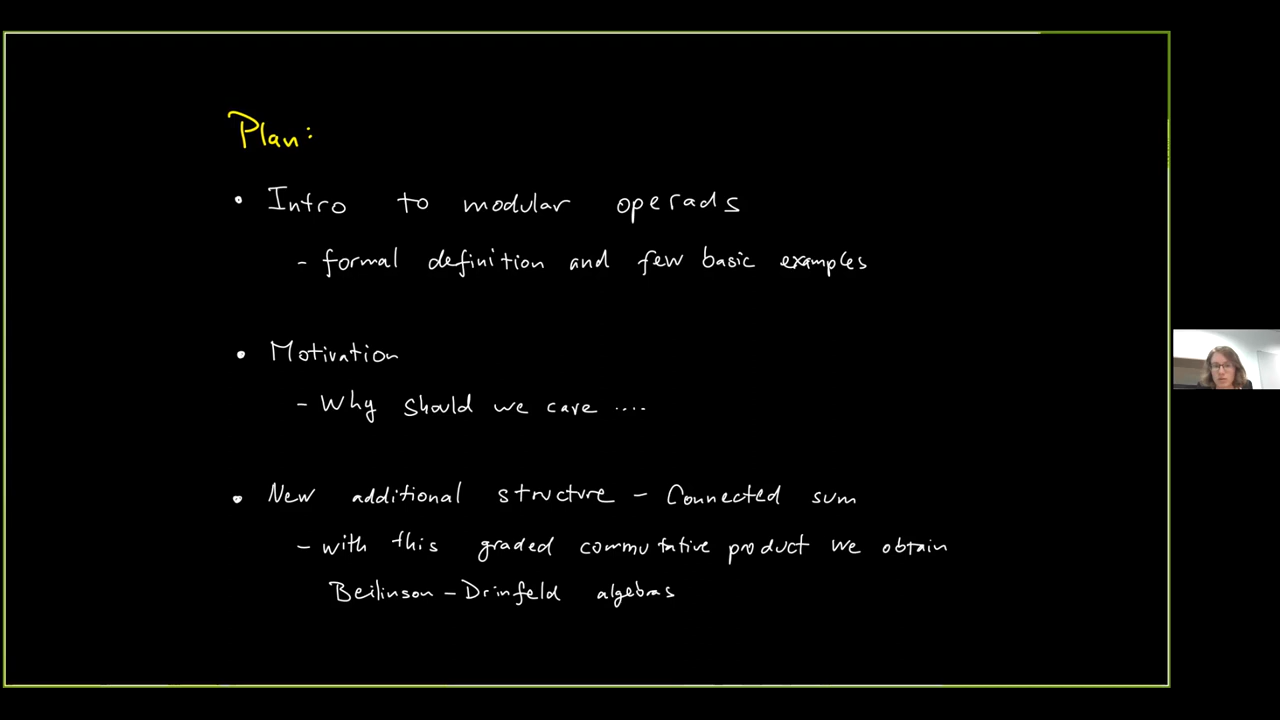 Plan:
• Intro to modular operads
- formal definition and few basic examples
• Motivation
- Why should we care ....
• New additional structure - Connected sum
- with this graded commutative product we obtain
Beilinson - Drinfeld algebras